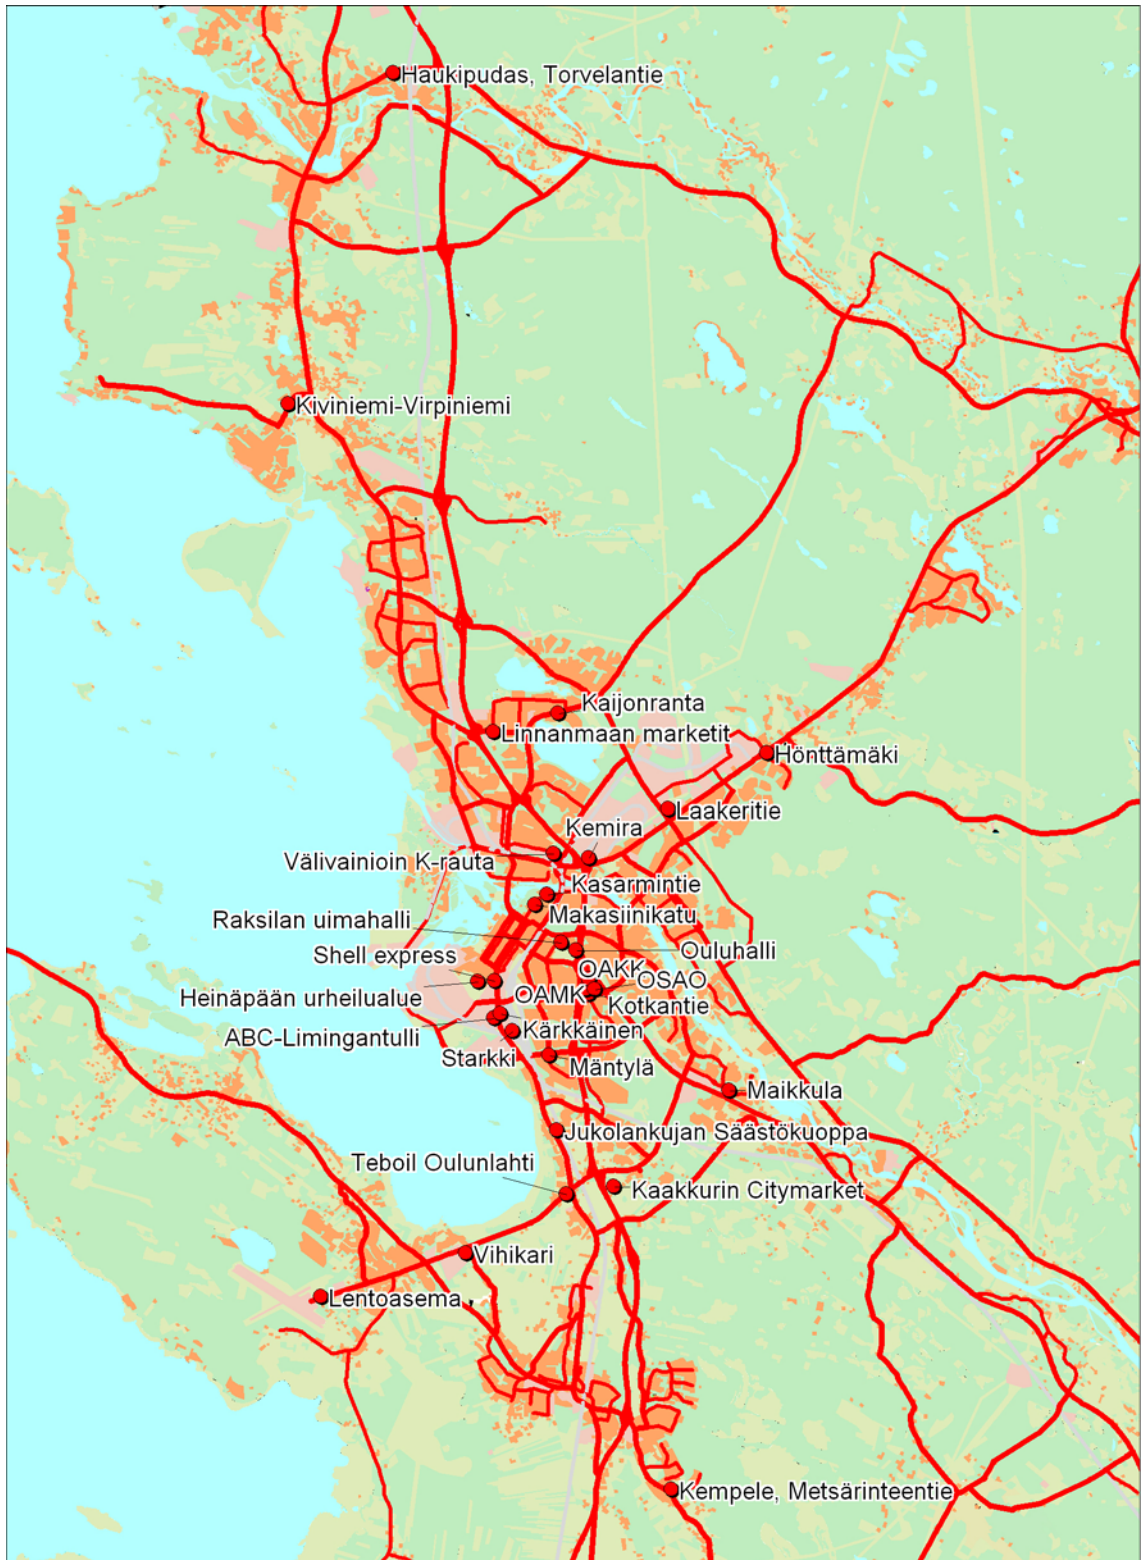 Haukipudas, Torvelantie
Kiviniemi-Virpiniemi
Kaijonranta
Linnanmaan marketit
Hönttämäki
Laakeritie
Kemira
Välivainioin K-rauta
Kasarmintie
Makasiinikatu
Raksilan uimahalli
Ouluhalli
Shell express
OAKK
OSAO
Heinäpään urheilualue
OAMK
Kotkantie
ABC-Limingantulli
Kärkkäinen
Starkki
Mäntylä
Maikkula
Jukolankujan Säästökuoppa
Teboil Oulunlahti
Kaakkurin Citymarket
Vihikari
Lentoasema
Kempele, Metsärinteentie